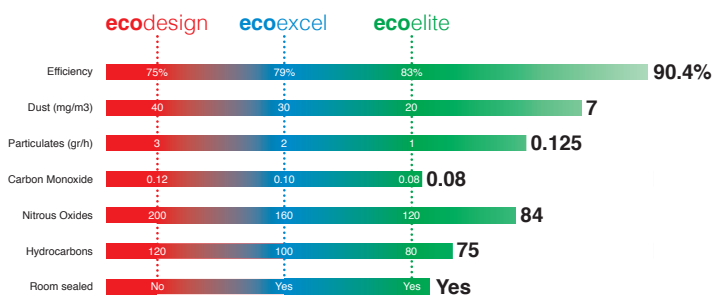 ecodesign ecoexcel ecoelite
Efficiency 75% 79% 83% 90.4%
Dust (mg/m3) 40 30 20 7
Particulates (gr/h) 3 2 1 0.125
Carbon Monoxide 0.12 0.10 0.08 0.08
Nitrous Oxides 200 160 120 84
Hydrocarbons 120 100 80 75
Room sealed No Yes Yes Yes